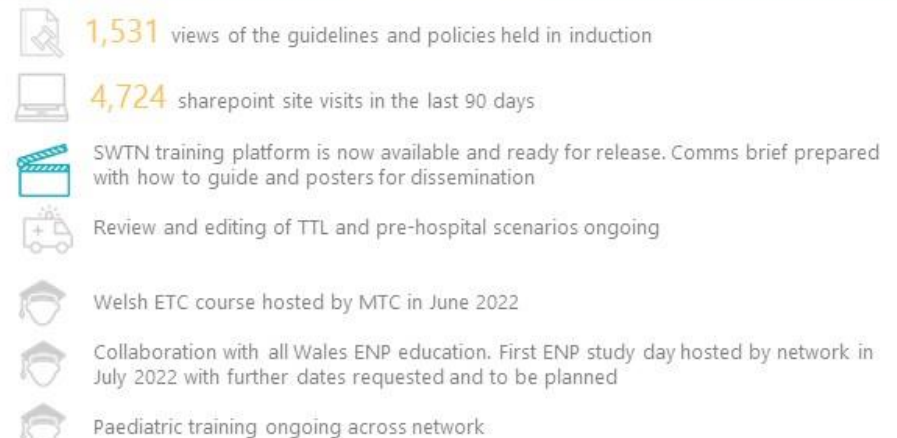 1,531 views of the guidelines and policies held in induction
4,724 sharepoint site visits in the last 90 days
SWTN training platform is now available and ready for release. Comms brief prepared
with how to guide and posters for dissemination
Review and editing of TTL and pre-hospital scenarios ongoing
Welsh ETC course hosted by MTC in June 2022
Collaboration with all Wales ENP education. First ENP study day hosted by network in
July 2022 with further dates requested and to be planned
Paediatric training ongoing across network